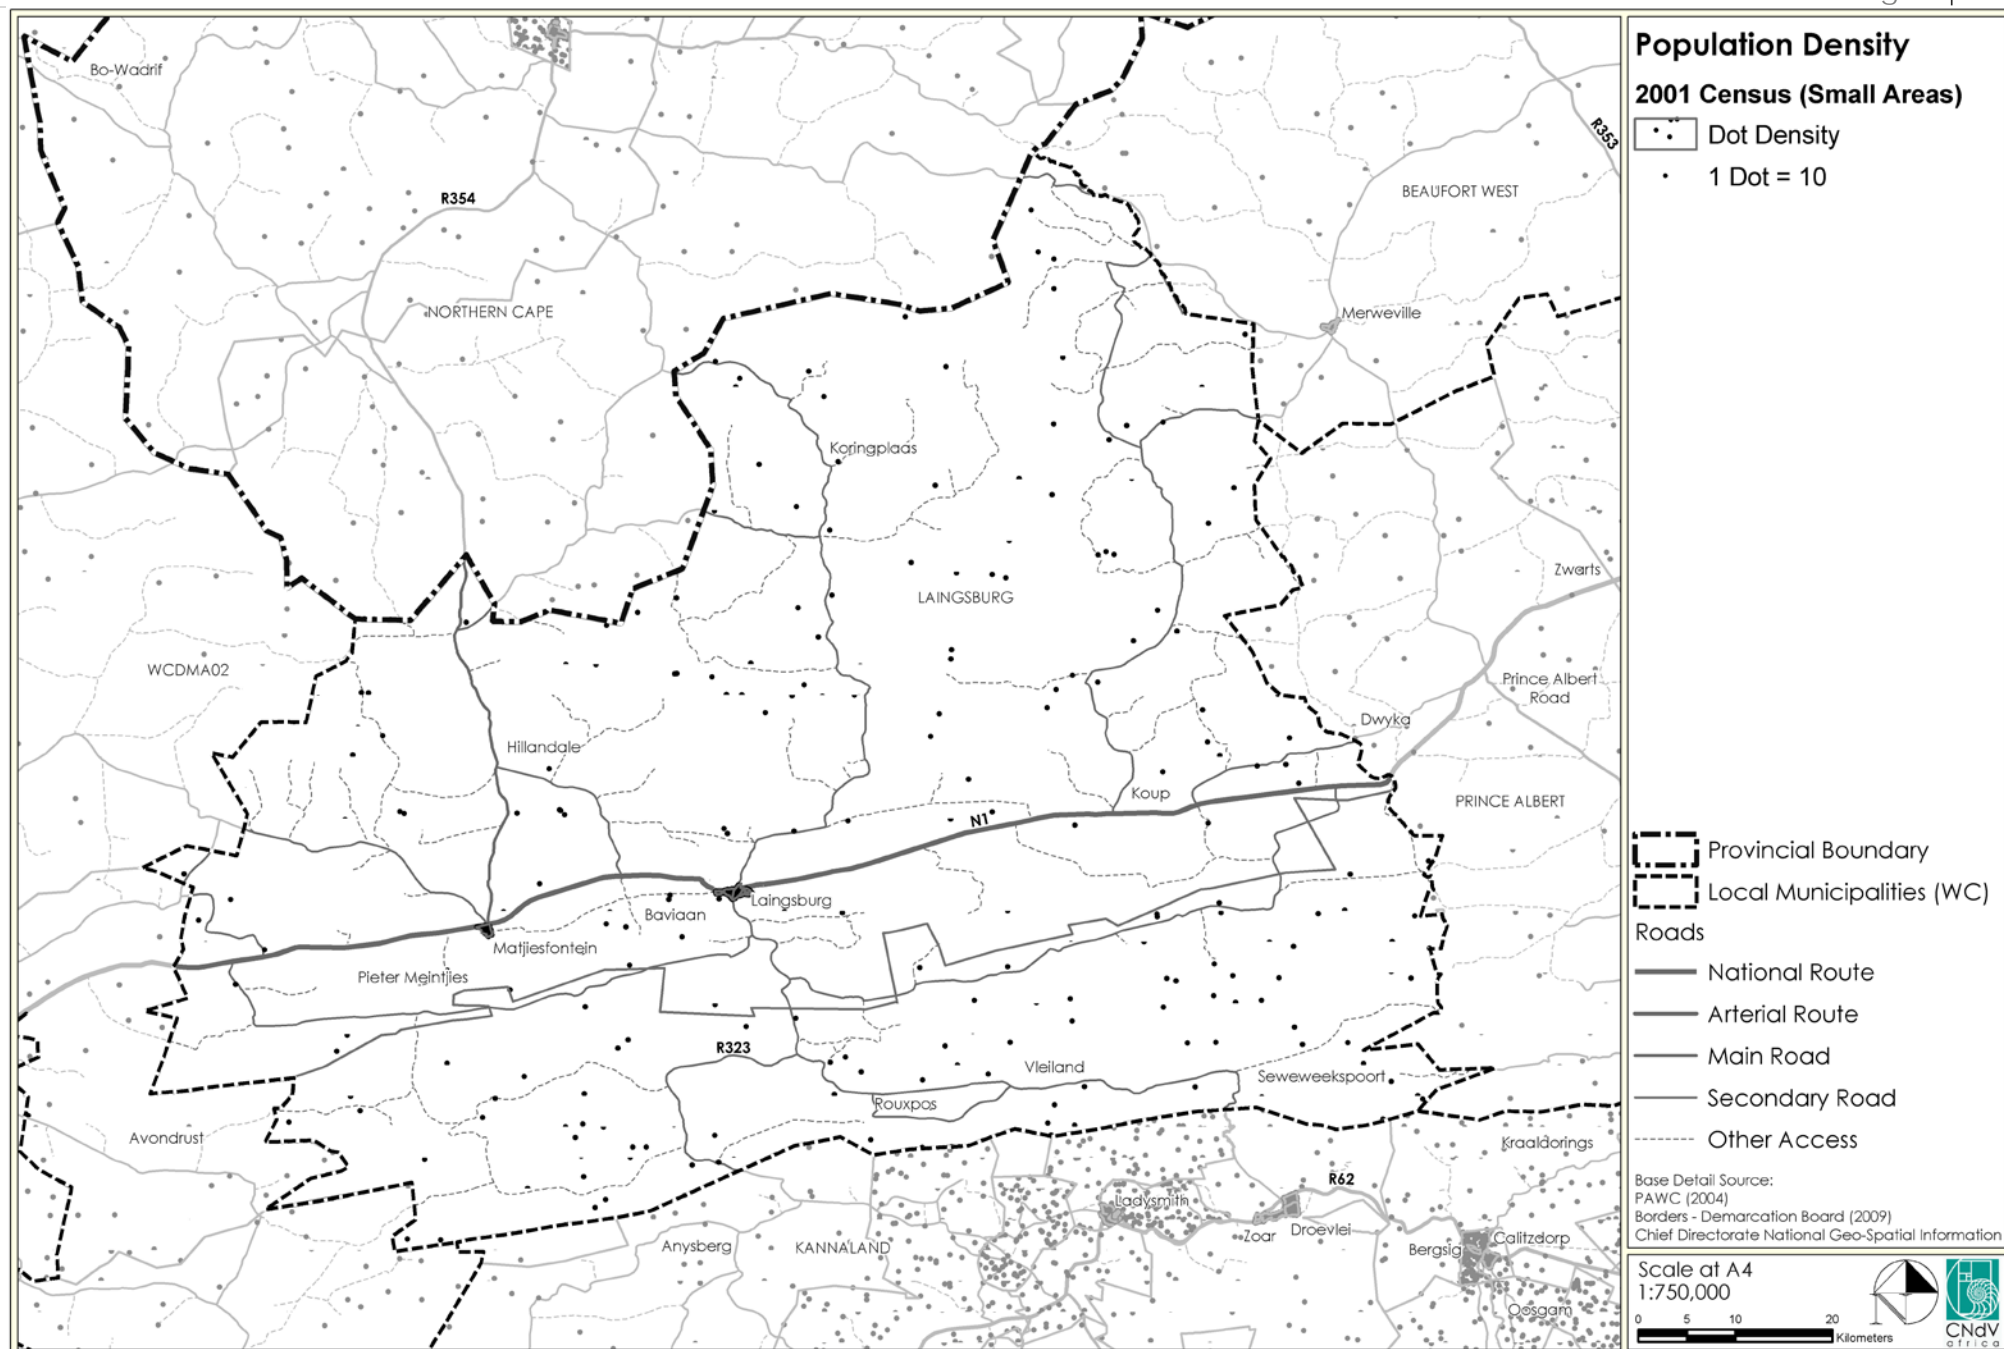 Population Density
2001 Census (Small Areas)
Dot Density
1 Dot = 10
Bo-Wadrif
R353
BEAUFORT WEST
R354
NORTHERN CAPE
Merweville
Koringplaas
Zwarts
LAINGSBURG
WCDMA02
Prince Albert
Road
Dwyka
Hillandale
Koup
PRINCE ALBERT
N1
Laingsburg
Baviaan
Matjiesfontein
Pieter Meintjies
R323
Vleiland
Seweweekspoort
Rouxpos
Avondrust
Kraaldorings
R62
Ladysmith
Droevlei
Zoar
Calitzdorp
Bergsig
Anysberg
KANNALAND
Oosgam
Provincial Boundary
Local Municipalities (WC)
Roads
National Route
Arterial Route
Main Road
Secondary Road
Other Access
Base Detail Source:
PAWC (2004)
Borders - Demarcation Board (2009)
Chief Directorate National Geo-Spatial Information
Scale at A4
1:750,000
0 5 10 20
Kilometers
N
CNdV
africa